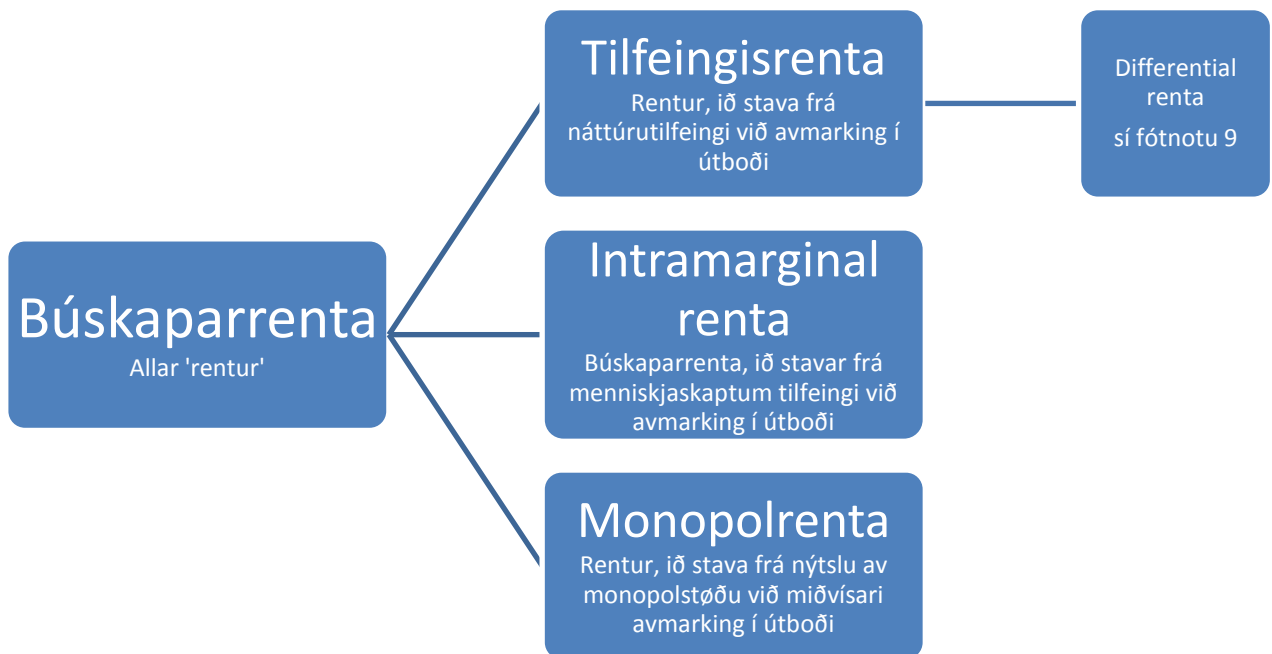 Búskaparrenta
Allar 'rentur'
Tilfeingisrenta
Rentur, ið stava frá
náttúrutilfeingi við avmarking í
útboði
Differential
renta
sí fótnotu 9
Intramarginal
renta
Búskaparrenta, ið stavar frá
menniskjaskaptum tilfeingi við
avmarking í útboði
Monopolrenta
Rentur, ið stava frá nýtslu av
monopolstøðu við miðvísari
avmarking í útboði